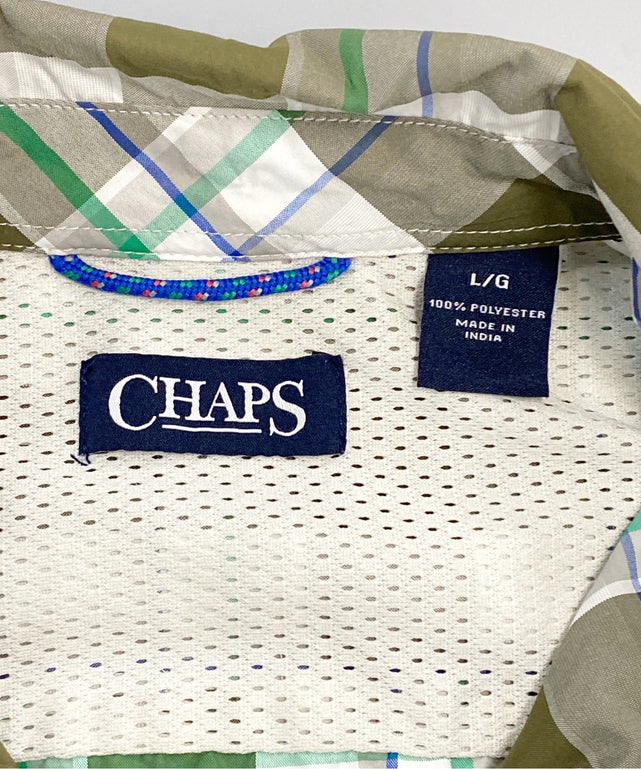 L/G
100% POLYESTER
MADE IN
INDIA
CHAPS